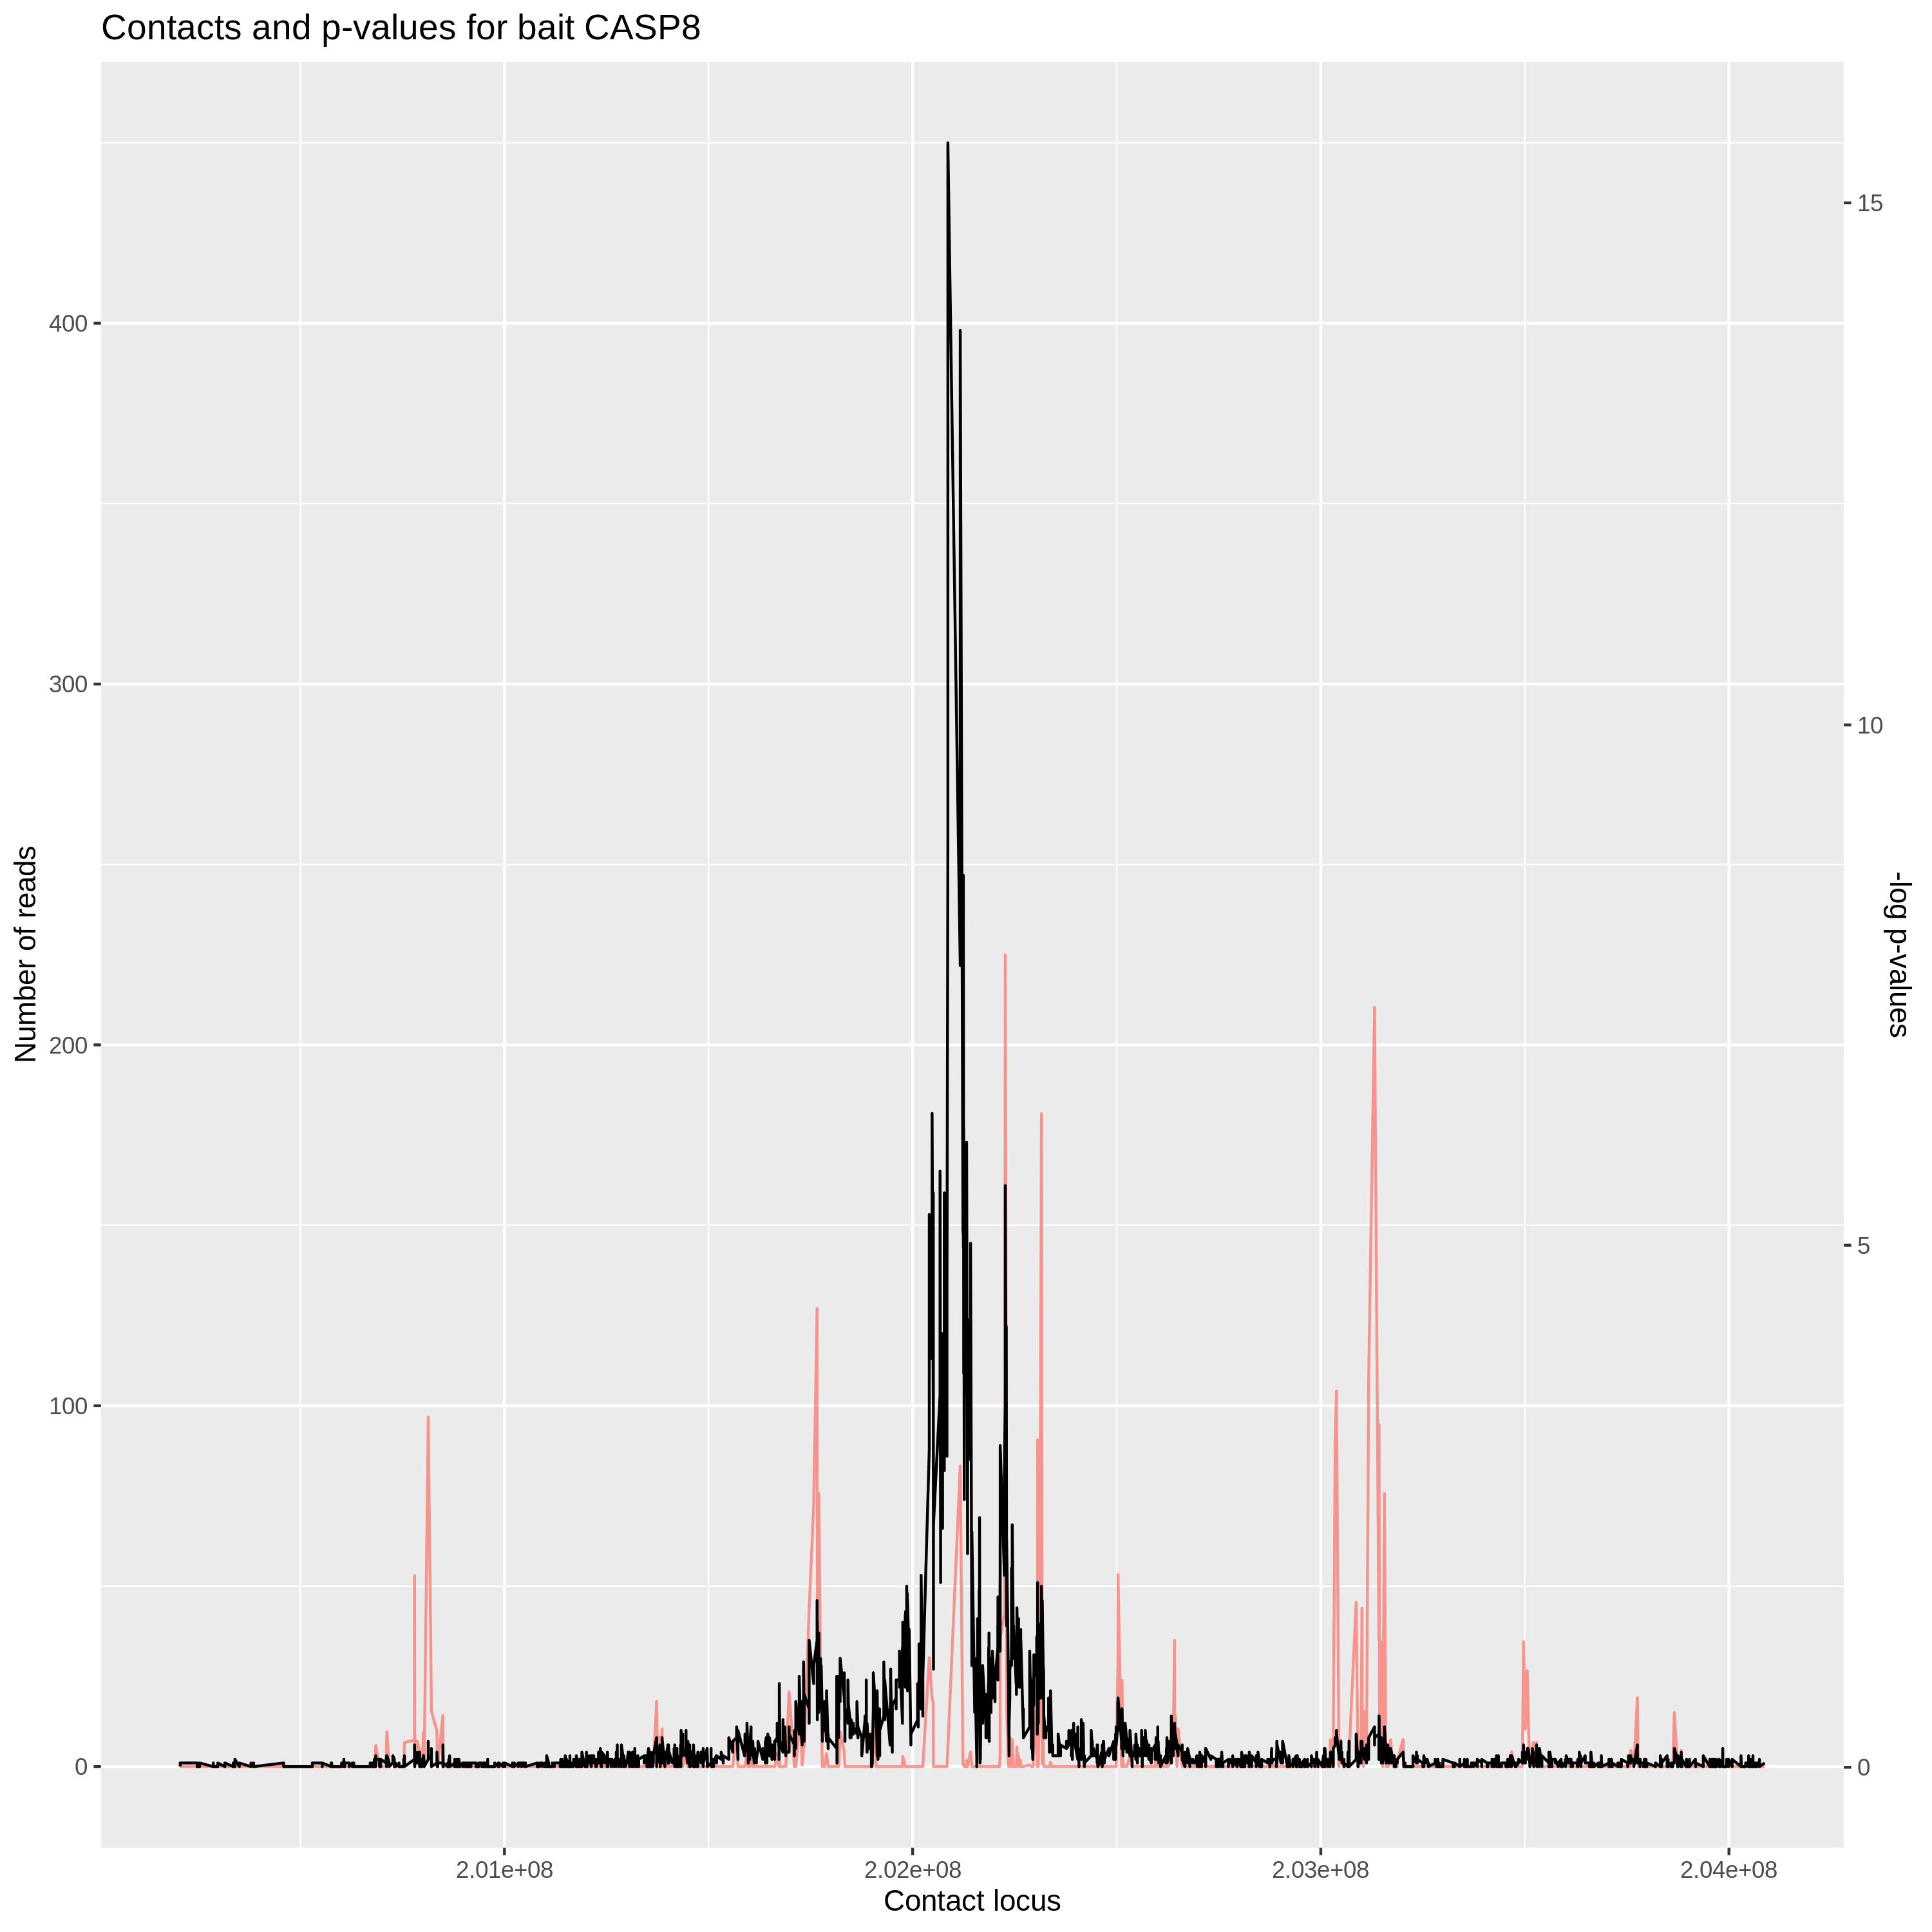 Contacts and p-values for bait CASP8
400
300
200
100
0
Number of reads
15
10
5
0
-log p-values
2.01e+08 2.02e+08 2.03e+08 2.04e+08
Contact locus